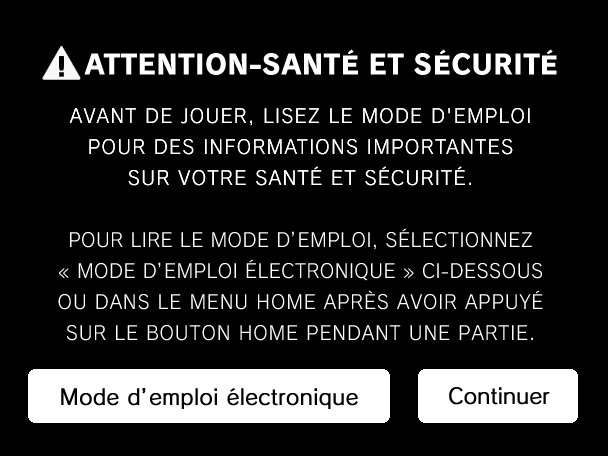 ATTENTION-SANTÉ ET SÉCURITÉ
AVANT DE JOUER, LISEZ LE MODE D'EMPLOI
POUR DES INFORMATIONS IMPORTANTES
SUR VOTRE SANTÉ ET SÉCURITÉ.
POUR LIRE LE MODE D’EMPLOI, SÉLECTIONNEZ
« MODE D’EMPLOI ÉLECTRONIQUE » CI-DESSOUS
OU DANS LE MENU HOME APRÈS AVOIR APPUYÉ
SUR LE BOUTON HOME PENDANT UNE PARTIE.
Mode d’emploi électronique
Continuer